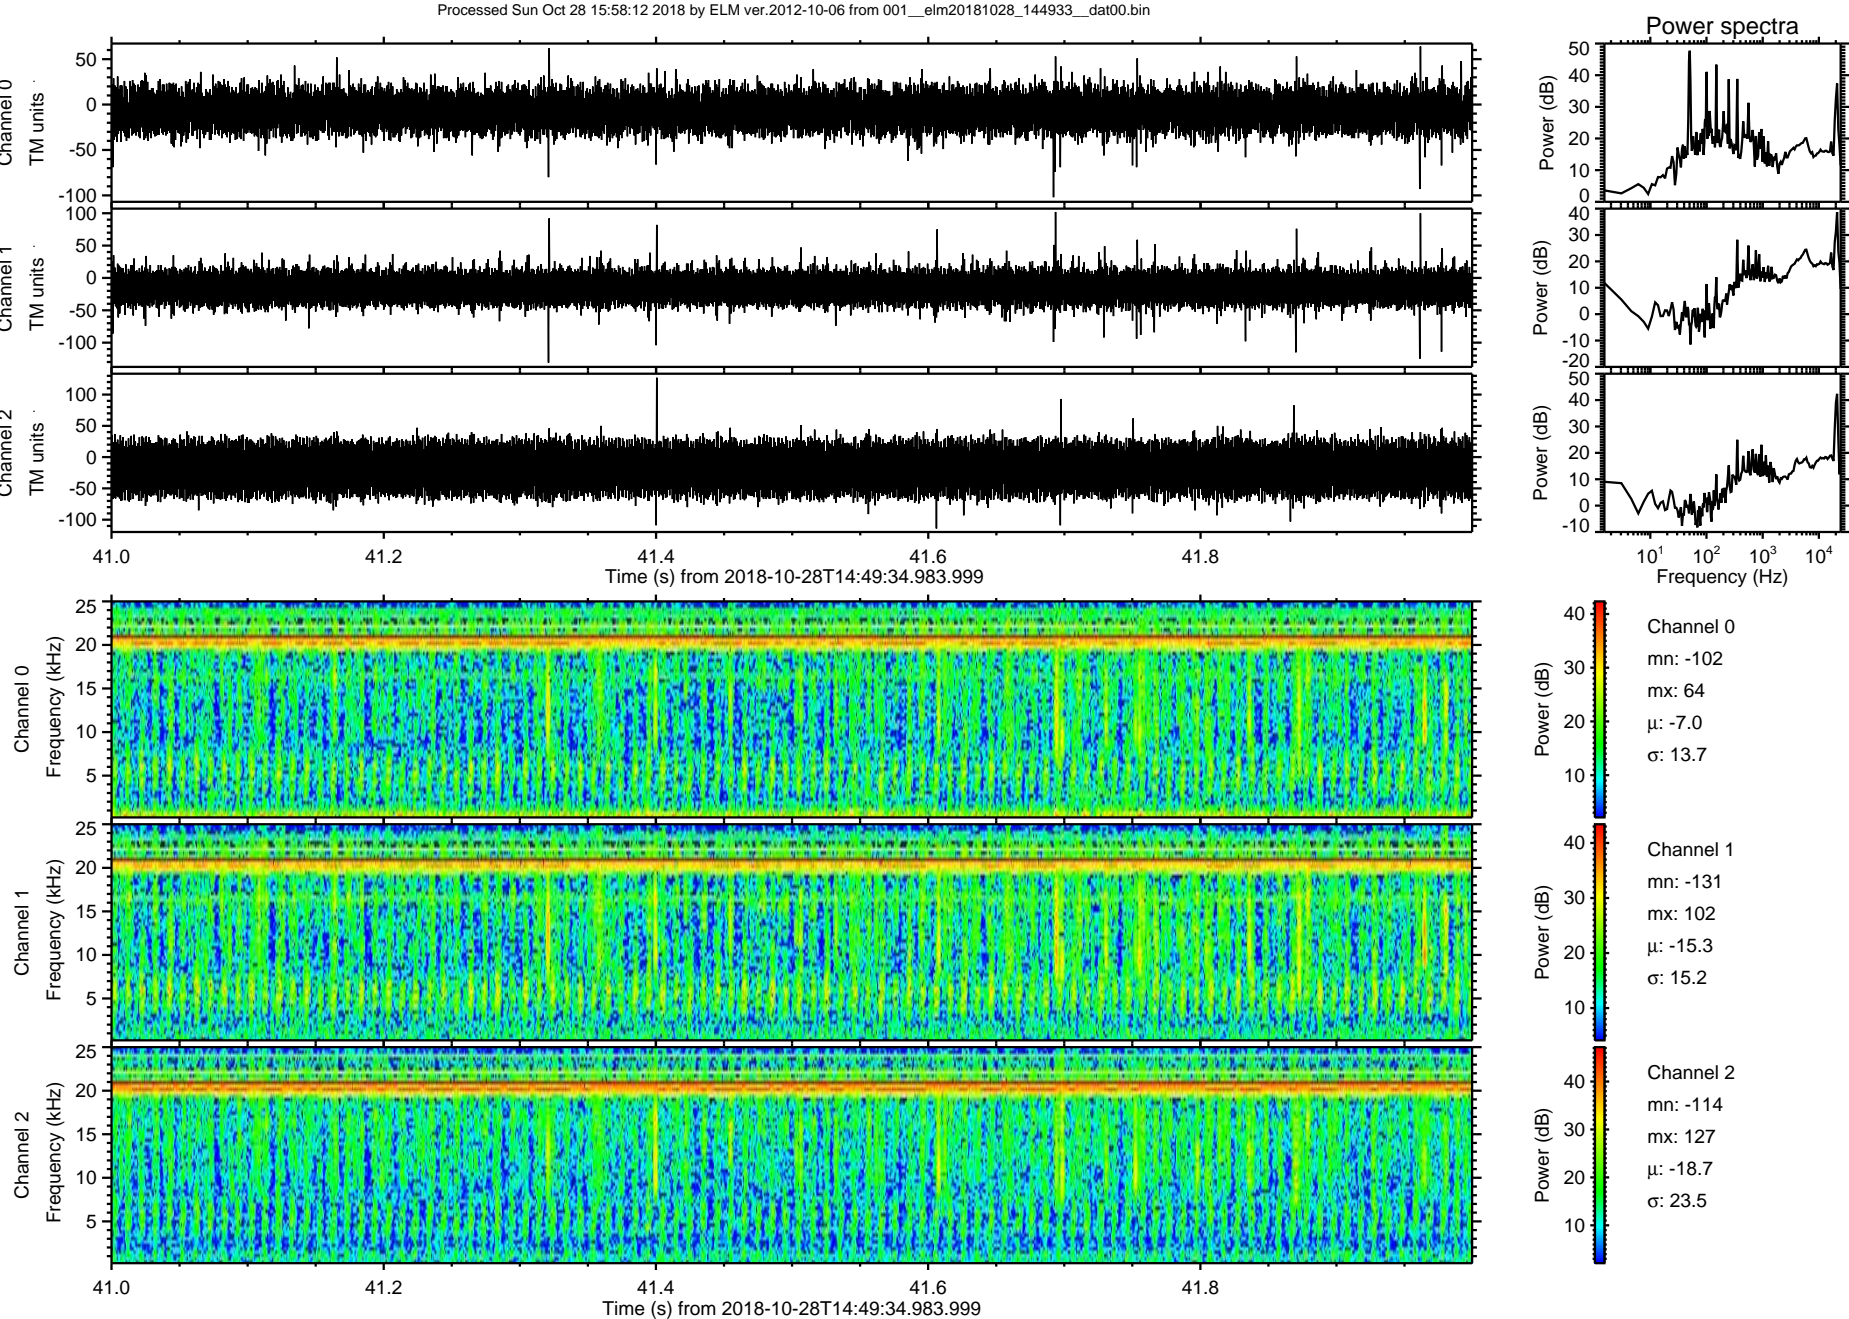 Processed Sun Oct 28 15:58:12 2018 by ELM ver.2012-10-06 from 001__elm20181028_144933__dat00.bin
Power spectra
Channel 0
TM units
50
0
-50
-100
Power (dB)
50
40
30
20
10
0
Channel 1
TM units
100
50
0
-50
-100
Power (dB)
40
30
20
10
0
-10
-20
Channel 2
TM units
100
50
0
-50
-100
Power (dB)
50
40
30
20
10
0
-10
41.0 41.2 41.4 41.6 41.8
Time (s) from 2018-10-28T14:49:34.983.999
10¹ 10² 10³ 10⁴
Frequency (Hz)
Channel 0
Frequency (kHz)
25
20
15
10
5
Power (dB)
40
30
20
10
Channel 0
mn: -102
mx: 64
μ: -7.0
σ: 13.7
Channel 1
Frequency (kHz)
25
20
15
10
5
Power (dB)
40
30
20
10
Channel 1
mn: -131
mx: 102
μ: -15.3
σ: 15.2
Channel 2
Frequency (kHz)
25
20
15
10
5
Power (dB)
40
30
20
10
Channel 2
mn: -114
mx: 127
μ: -18.7
σ: 23.5
41.0 41.2 41.4 41.6 41.8
Time (s) from 2018-10-28T14:49:34.983.999